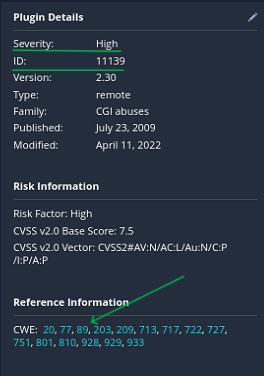 Plugin Details
Severity: High
ID: 11139
Version: 2.30
Type: remote
Family: CGI abuses
Published: July 23, 2009
Modified: April 11, 2022
Risk Information
Risk Factor: High
CVSS v2.0 Base Score: 7.5
CVSS v2.0 Vector: CVSS2#AV:N/AC:L/Au:N/C:P
/I:P/A:P
Reference Information
CWE: 20, 77, 89, 203, 209, 713, 717, 722, 727,
751, 801, 810, 928, 929, 933